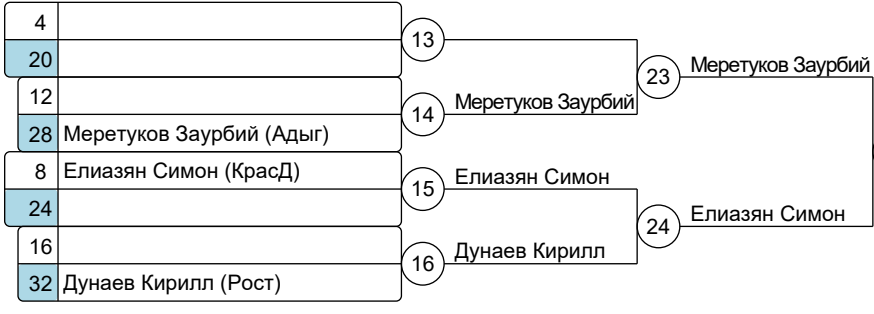 4
13
20
23
Меретуков Заурбий
12
14
Меретуков Заурбий
28 Меретуков Заурбий (Адыг)
8 Елиазян Симон (КрасД)
15
Елиазян Симон
24
24
Елиазян Симон
16
16
Дунаев Кирилл
32 Дунаев Кирилл (Рост)